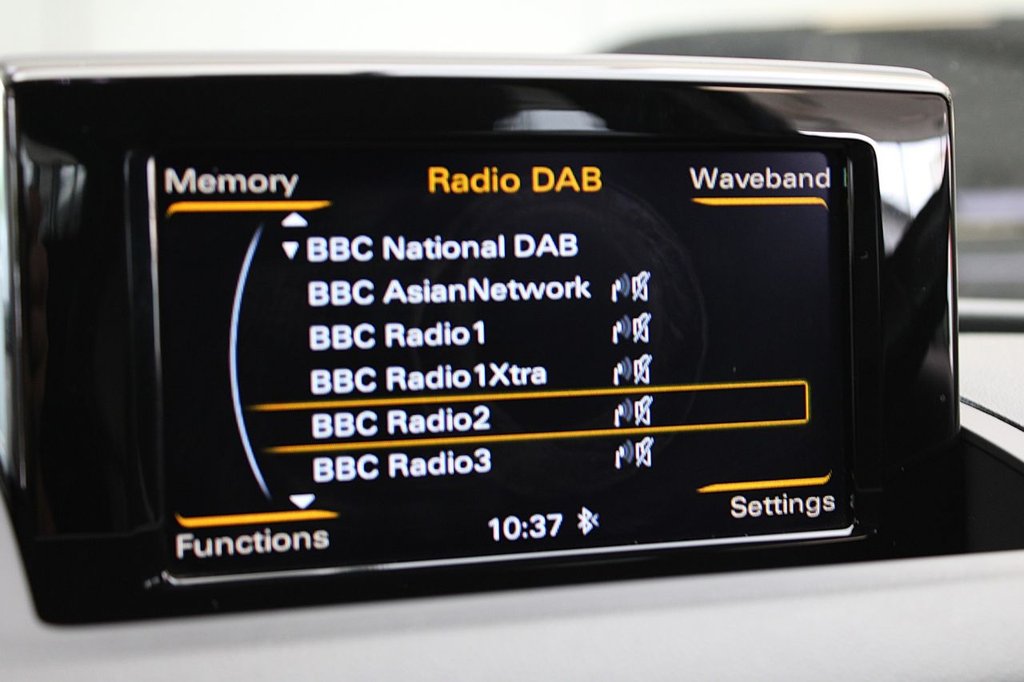 Memory Radio DAB Waveband
BBC National DAB
BBC AsianNetwork
BBC Radio1
BBC Radio1Xtra
BBC Radio2
BBC Radio3
Functions 10:37 Settings